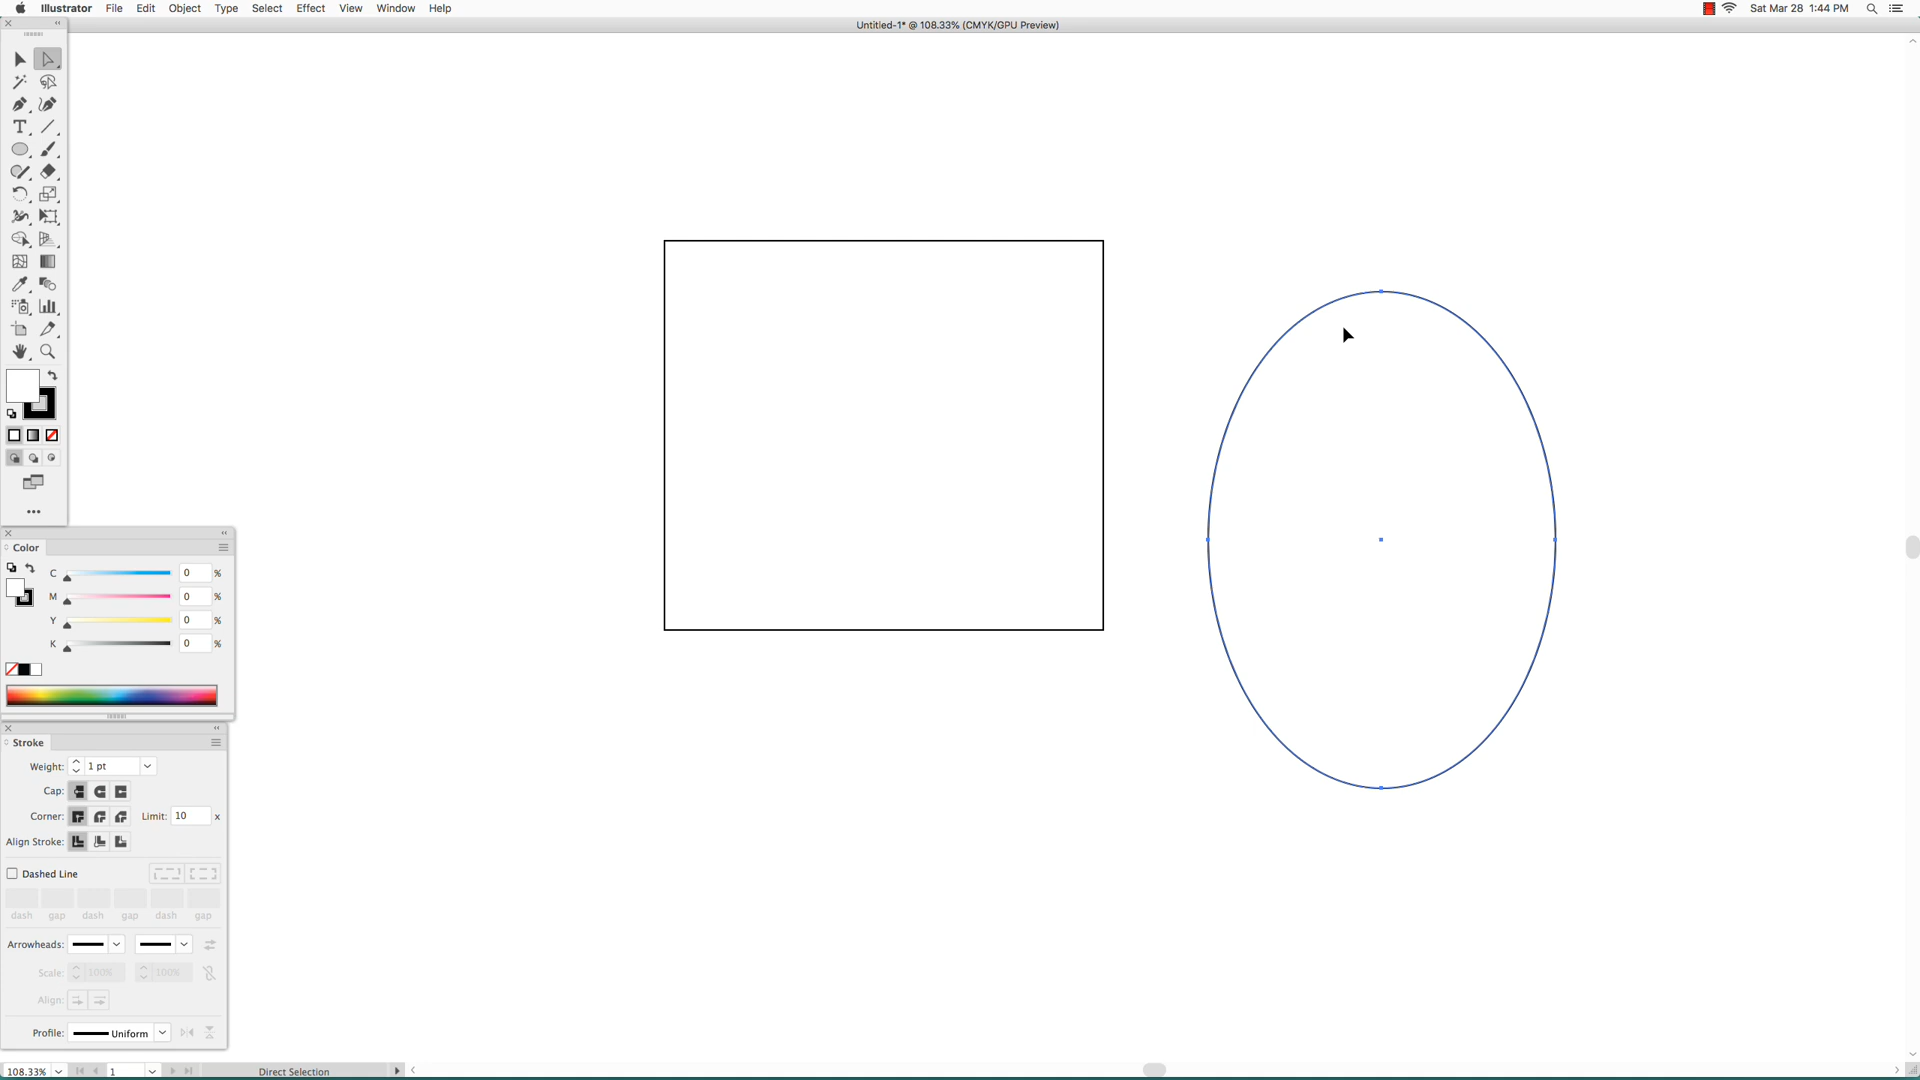 Illustrator File Edit Object Type Select Effect View Window Help
Sat Mar 28 1:44 PM
Untitled-1* @ 108.33% (CMYK/GPU Preview)
T
Color
C 0 %
M 0 %
Y 0 %
K 0 %
Stroke
Weight: 1 pt
Cap:
Corner: Limit: 10 x
Align Stroke:
Dashed Line
dash gap dash gap dash gap
Arrowheads:
Scale: 100% 100%
Align:
Profile: Uniform
108.33% 1 Direct Selection